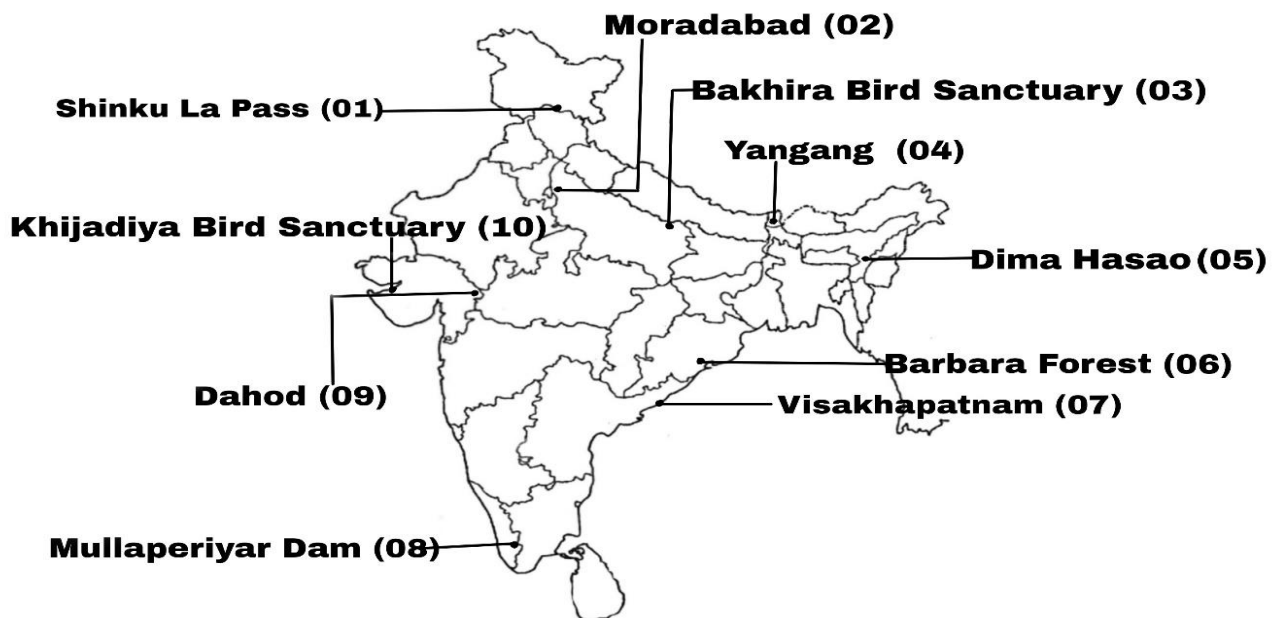 Moradabad (02)
Bakhira Bird Sanctuary (03)
Shinku La Pass (01)
Yangang (04)
Khijadiya Bird Sanctuary (10)
Dima Hasao (05)
Barbara Forest (06)
Dahod (09)
Visakhapatnam (07)
Mullaperiyar Dam (08)